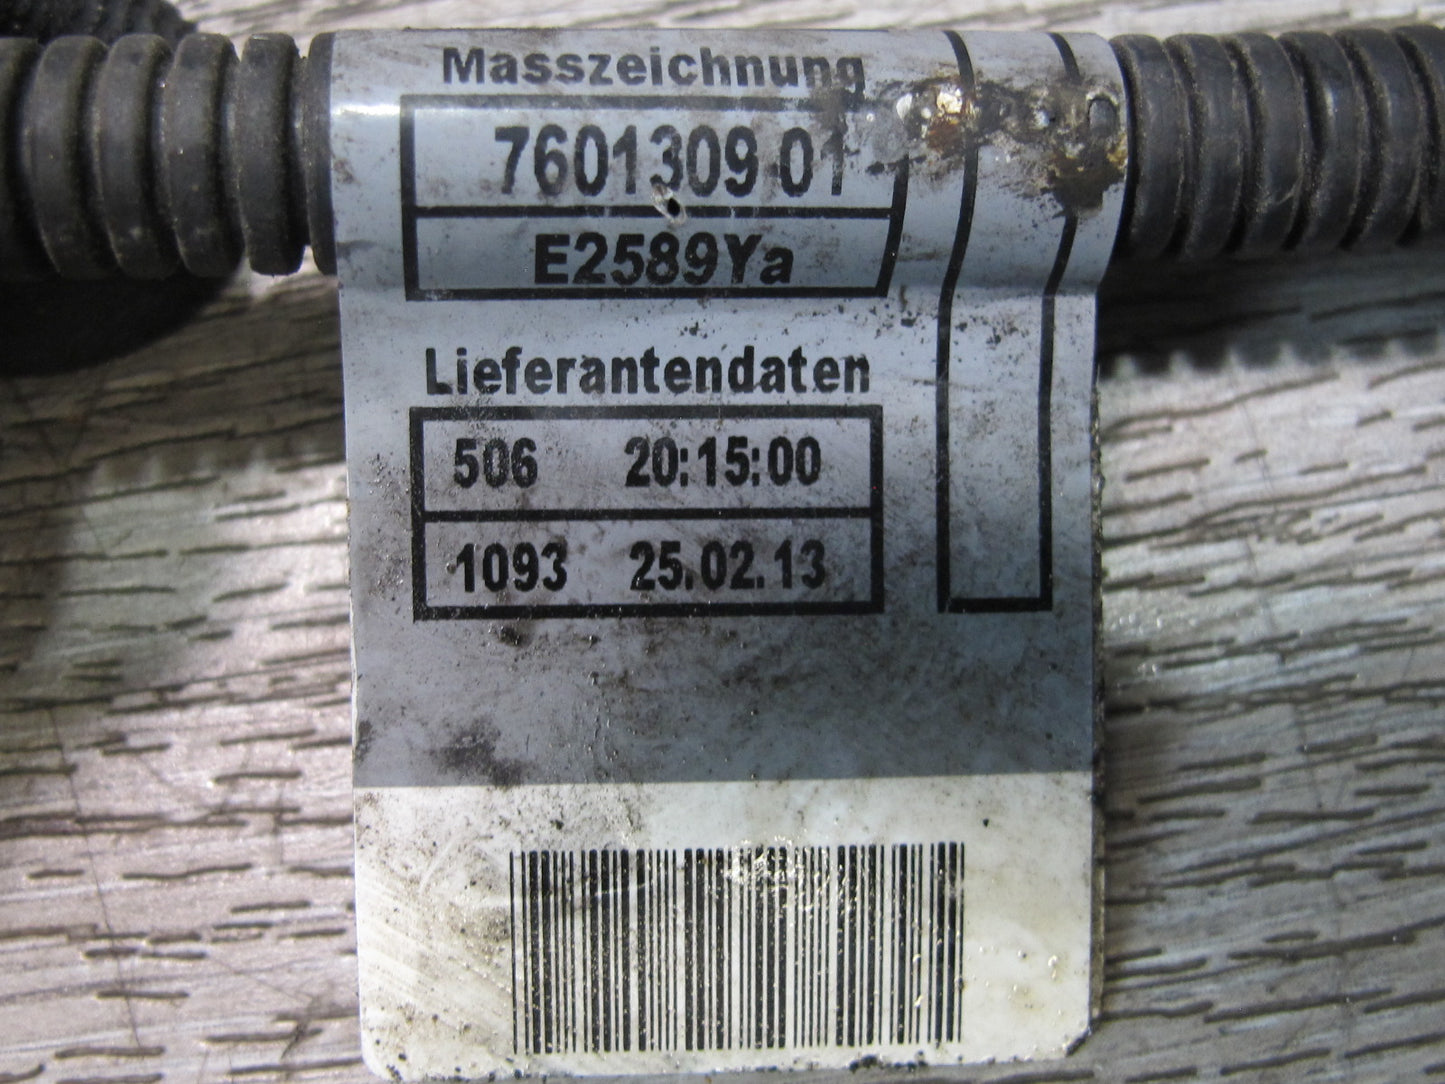 Masszeichnung
7601309 01
E2589Ya
Lieferantendaten
506 20:15:00
1093 25.02.13